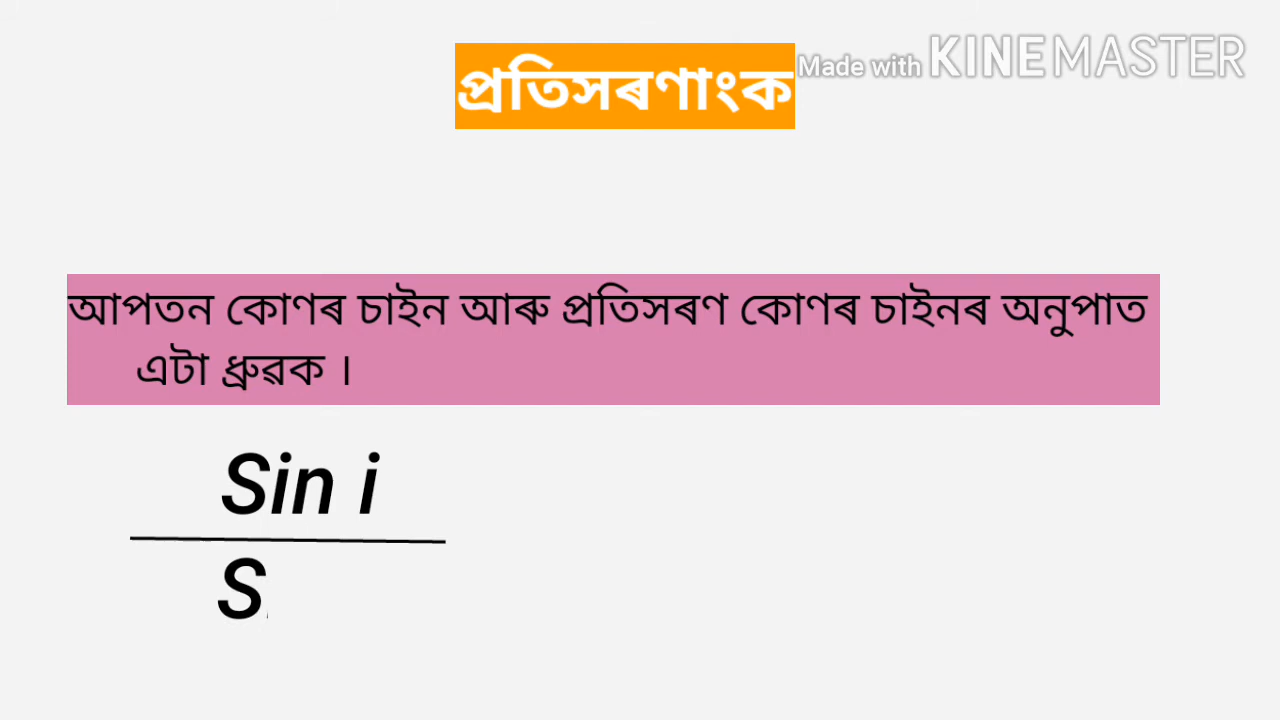 প্ৰতিসৰণাংক
Made with KINEMASTER
আপতন কোণৰ চাইন আৰু প্ৰতিসৰণ কোণৰ চাইনৰ অনুপাত
এটা ধ্ৰুৱক ।
Sin i
S